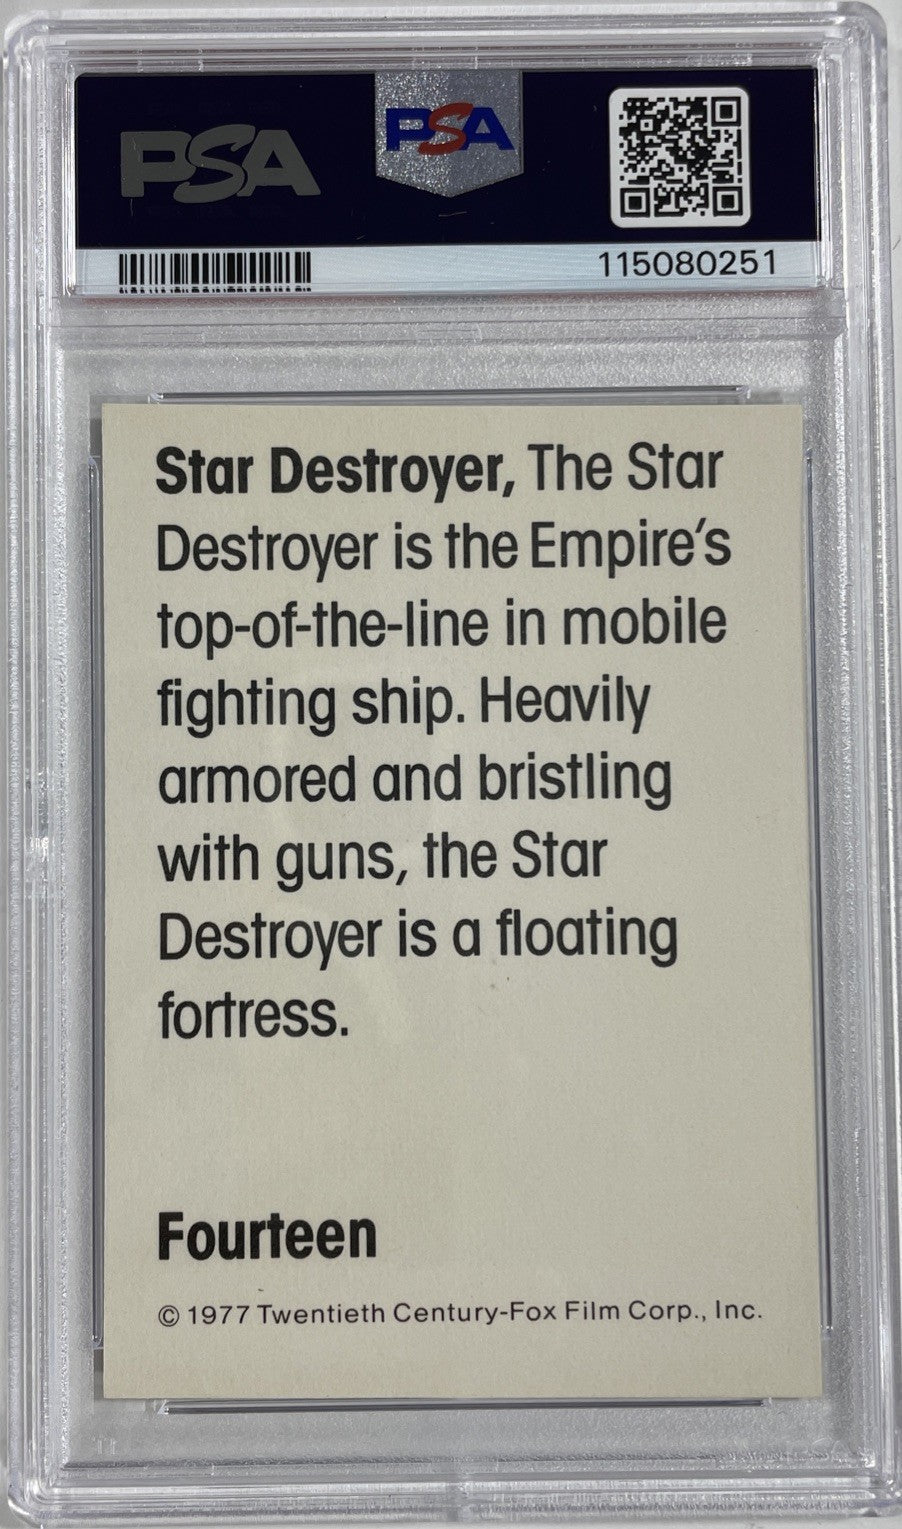 PSA PSA
115080251
Star Destroyer, The Star
Destroyer is the Empire's
top-of-the-line in mobile
fighting ship. Heavily
armored and bristling
with guns, the Star
Destroyer is a floating
fortress.
Fourteen
© 1977 Twentieth Century-Fox Film Corp., Inc.